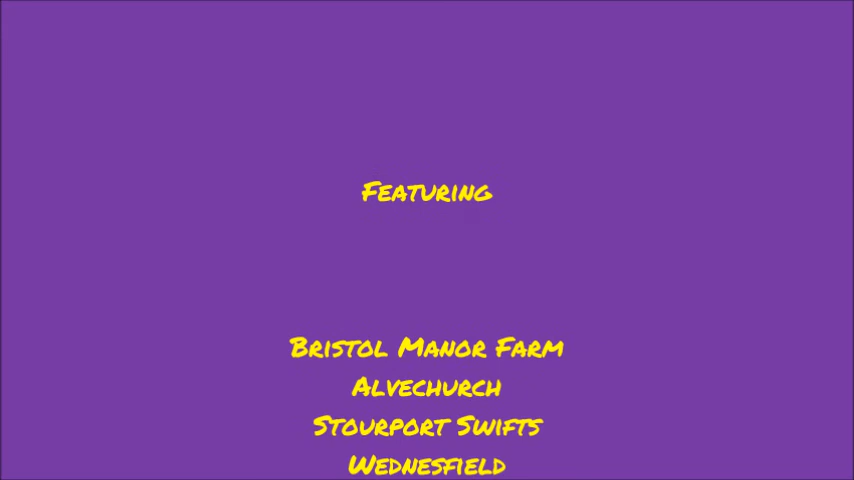 Featuring
Bristol Manor Farm
Alvechurch
Stourport Swifts
Wednesfield